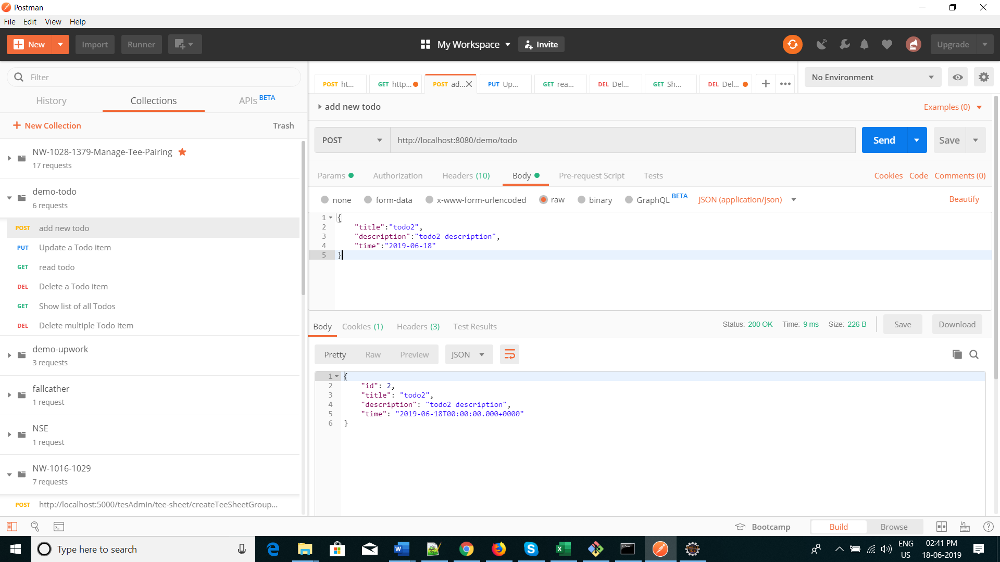 Postman
File Edit View Help
New Import Runner My Workspace Invite Upgrade
Filter
History Collections APIs BETA
New Collection Trash
NW-1028-1379-Manage-Tee-Pairing
17 requests
demo-todo
6 requests
POST add new todo
PUT Update a Todo item
GET read todo
DEL Delete a Todo item
GET Show list of all Todos
DEL Delete multiple Todo item
demo-upwork
3 requests
fallcather
1 request
NSE
1 request
NW-1016-1029
7 requests
POST http://localhost:5000/tesAdmin/tee-sheet/createTeeSheetGroup...
POST ht... GET http... POST ad... PUT Up... GET rea... DEL Del... GET Sh... DEL Del... No Environment
add new todo Examples (0)
POST http://localhost:8080/demo/todo Send Save
Params Authorization Headers (10) Body Pre-request Script Tests Cookies Code Comments (0)
none form-data x-www-form-urlencoded raw binary GraphQL BETA JSON (application/json) Beautify
1 {
2 "title":"todo2",
3 "description":"todo2 description",
4 "time":"2019-06-18"
5 }
Body Cookies (1) Headers (3) Test Results Status: 200 OK Time: 9 ms Size: 226 B Save Download
Pretty Raw Preview JSON
1 {
2 "id": 2,
3 "title": "todo2",
4 "description": "todo2 description",
5 "time": "2019-06-18T00:00:00.000+0000"
6 }
Bootcamp Build Browse
Type here to search
ENG 02:41 PM
US 18-06-2019